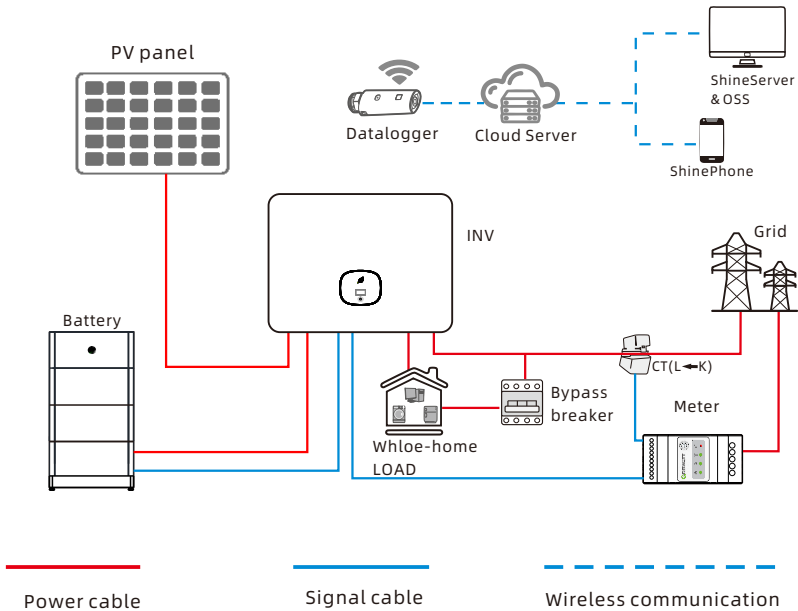 PV panel
Datalogger
Cloud Server
ShineServer
& OSS
ShinePhone
INV
Grid
Battery
CT(L←K)
Bypass
breaker
Meter
Whloe-home
LOAD
Power cable
Signal cable
Wireless communication